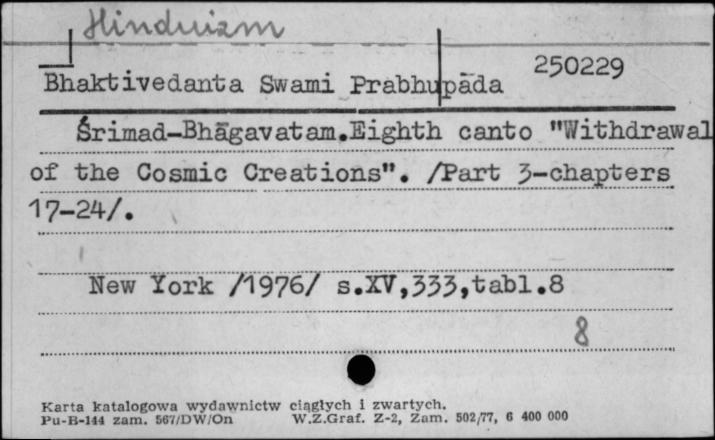 Hinduizm
250229
Bhaktivedanta Swami Prabhupāda
Śrimad-Bhāgavatam.Eighth canto "Withdrawal
of the Cosmic Creations". /Part 3-chapters
17-24/.
New York /1976/ s.XV,333,tabl.8
8
Karta katalogowa wydawnictw ciągłych i zwartych.
Pu-B-144 zam. 567/DW/On W.Z.Graf. Z-2, Zam. 502/77, 6 400 000